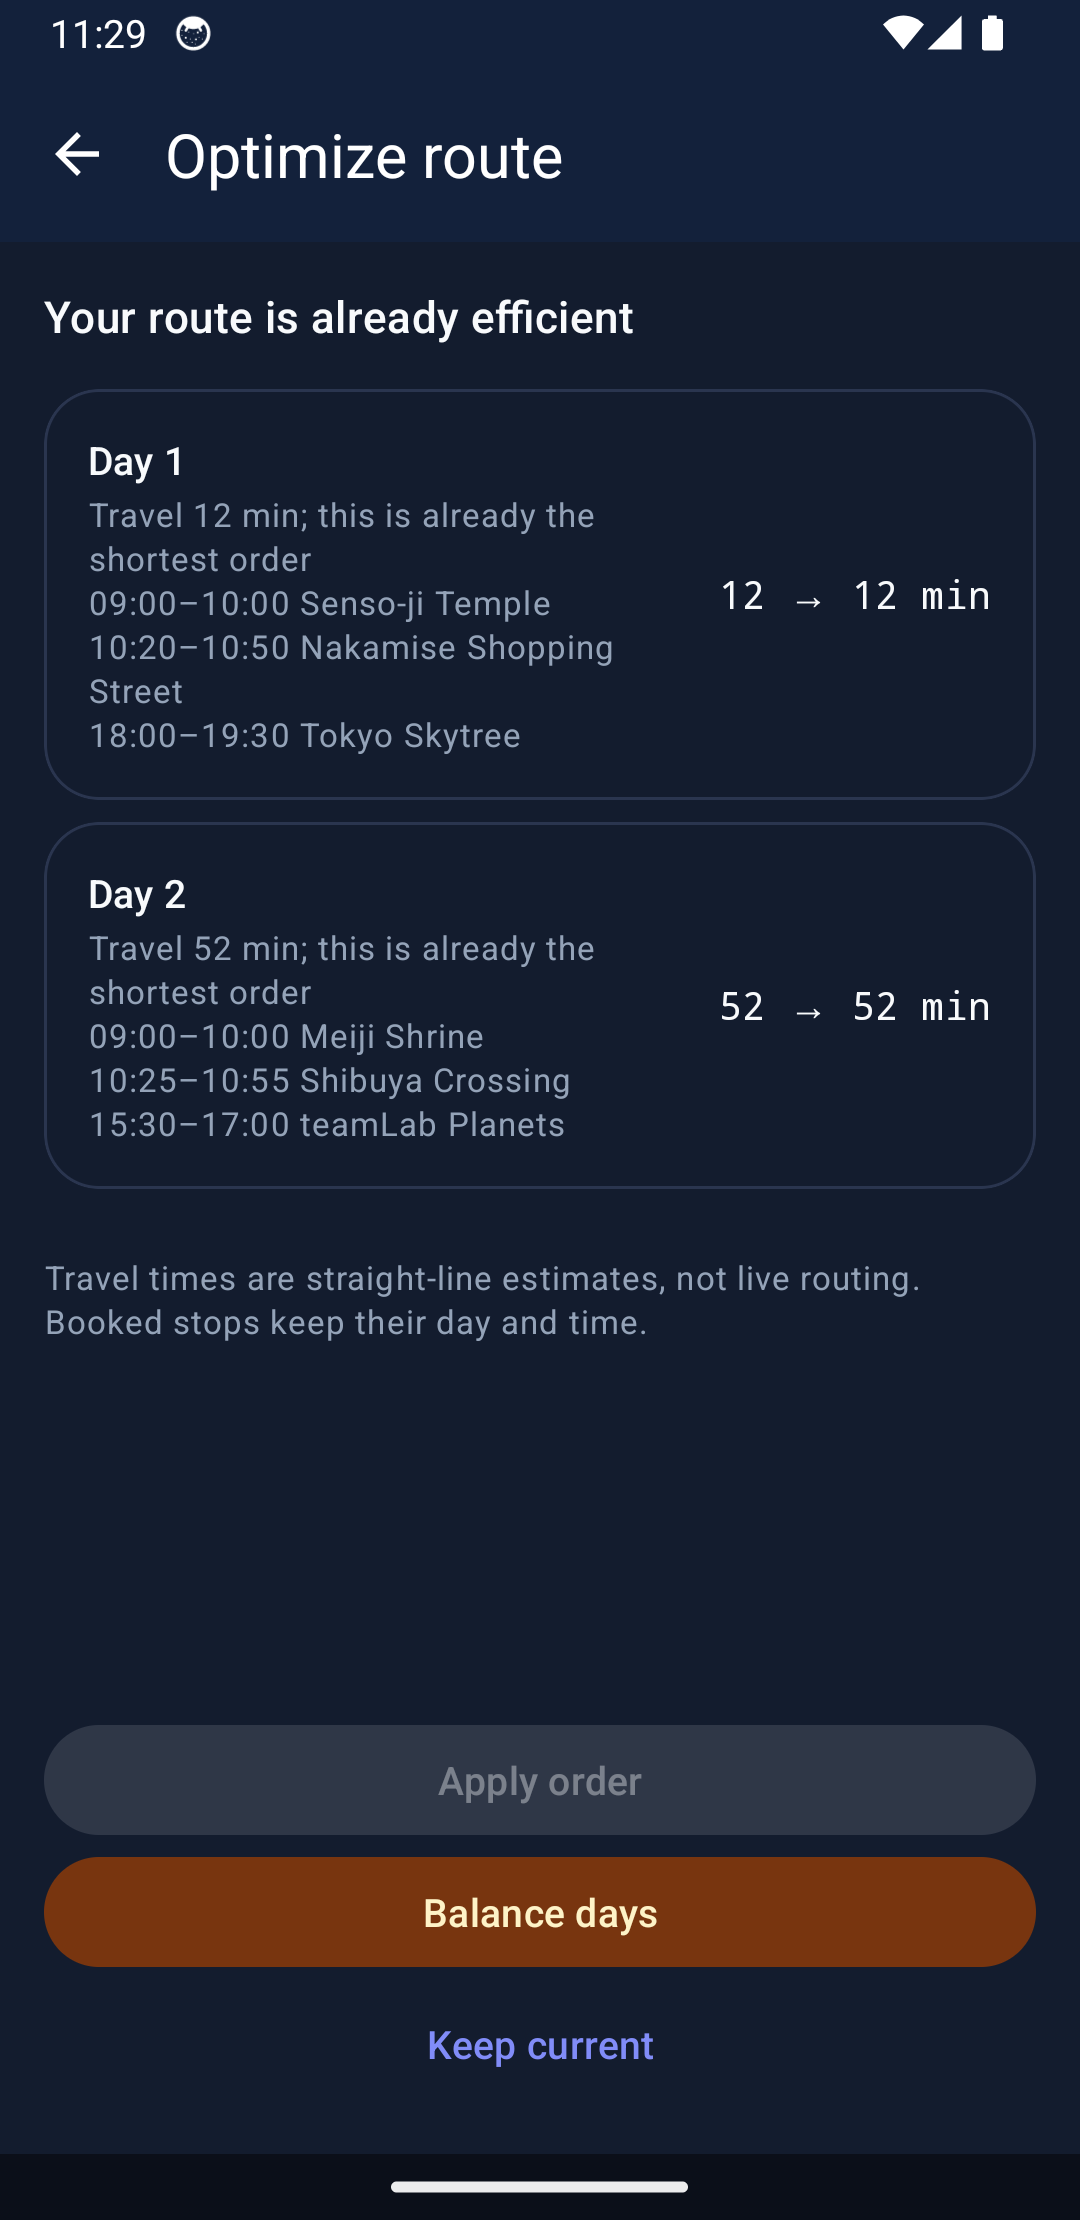 11:29
Optimize route
Your route is already efficient
Day 1
Travel 12 min; this is already the
shortest order
09:00–10:00 Senso-ji Temple
10:20–10:50 Nakamise Shopping
Street
18:00–19:30 Tokyo Skytree
12 → 12 min
Day 2
Travel 52 min; this is already the
shortest order
09:00–10:00 Meiji Shrine
10:25–10:55 Shibuya Crossing
15:30–17:00 teamLab Planets
52 → 52 min
Travel times are straight-line estimates, not live routing.
Booked stops keep their day and time.
Apply order
Balance days
Keep current